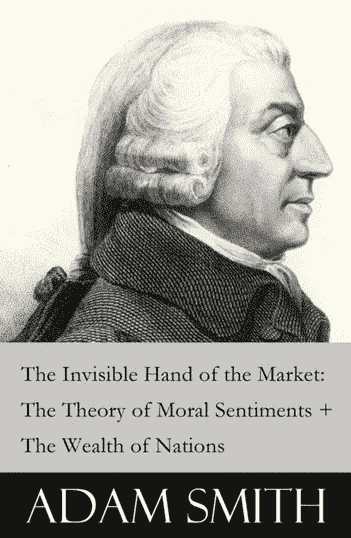 The Invisible Hand of the Market:
The Theory of Moral Sentiments +
The Wealth of Nations
ADAM SMITH